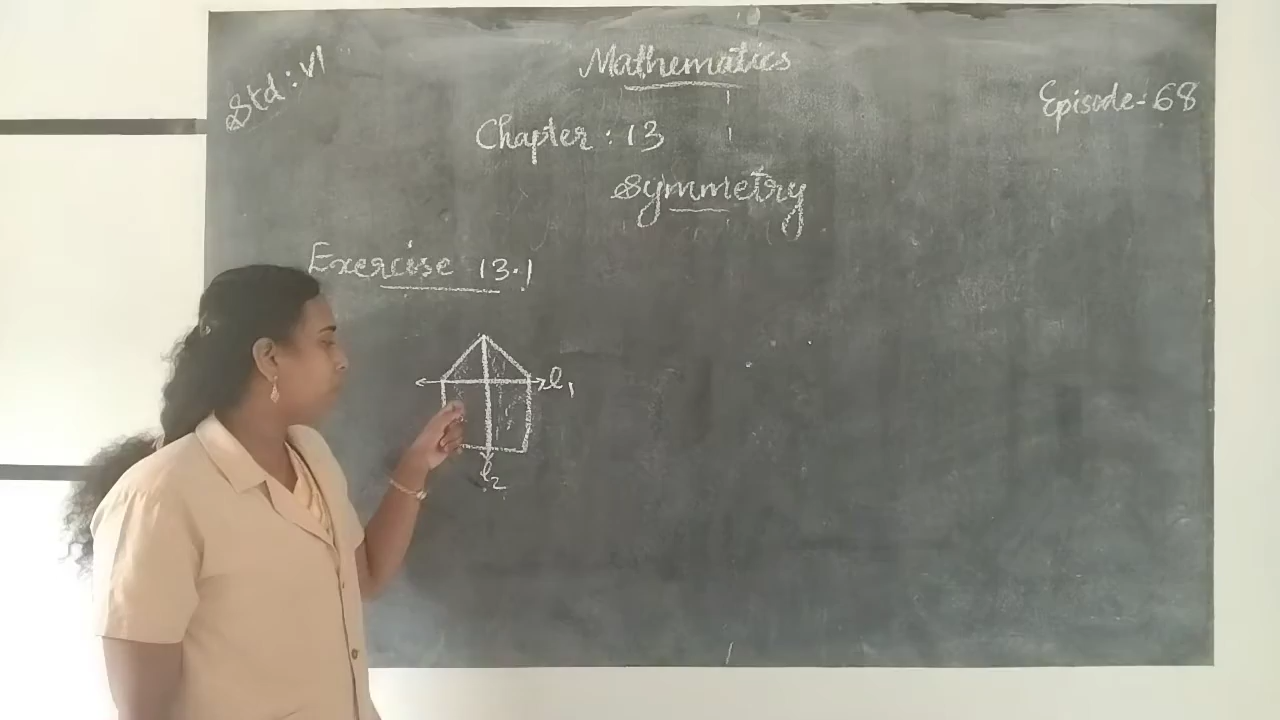 Std: VI
Mathematics
Episode-68
Chapter: 13
Symmetry
Exercise 13.1
l1
l2